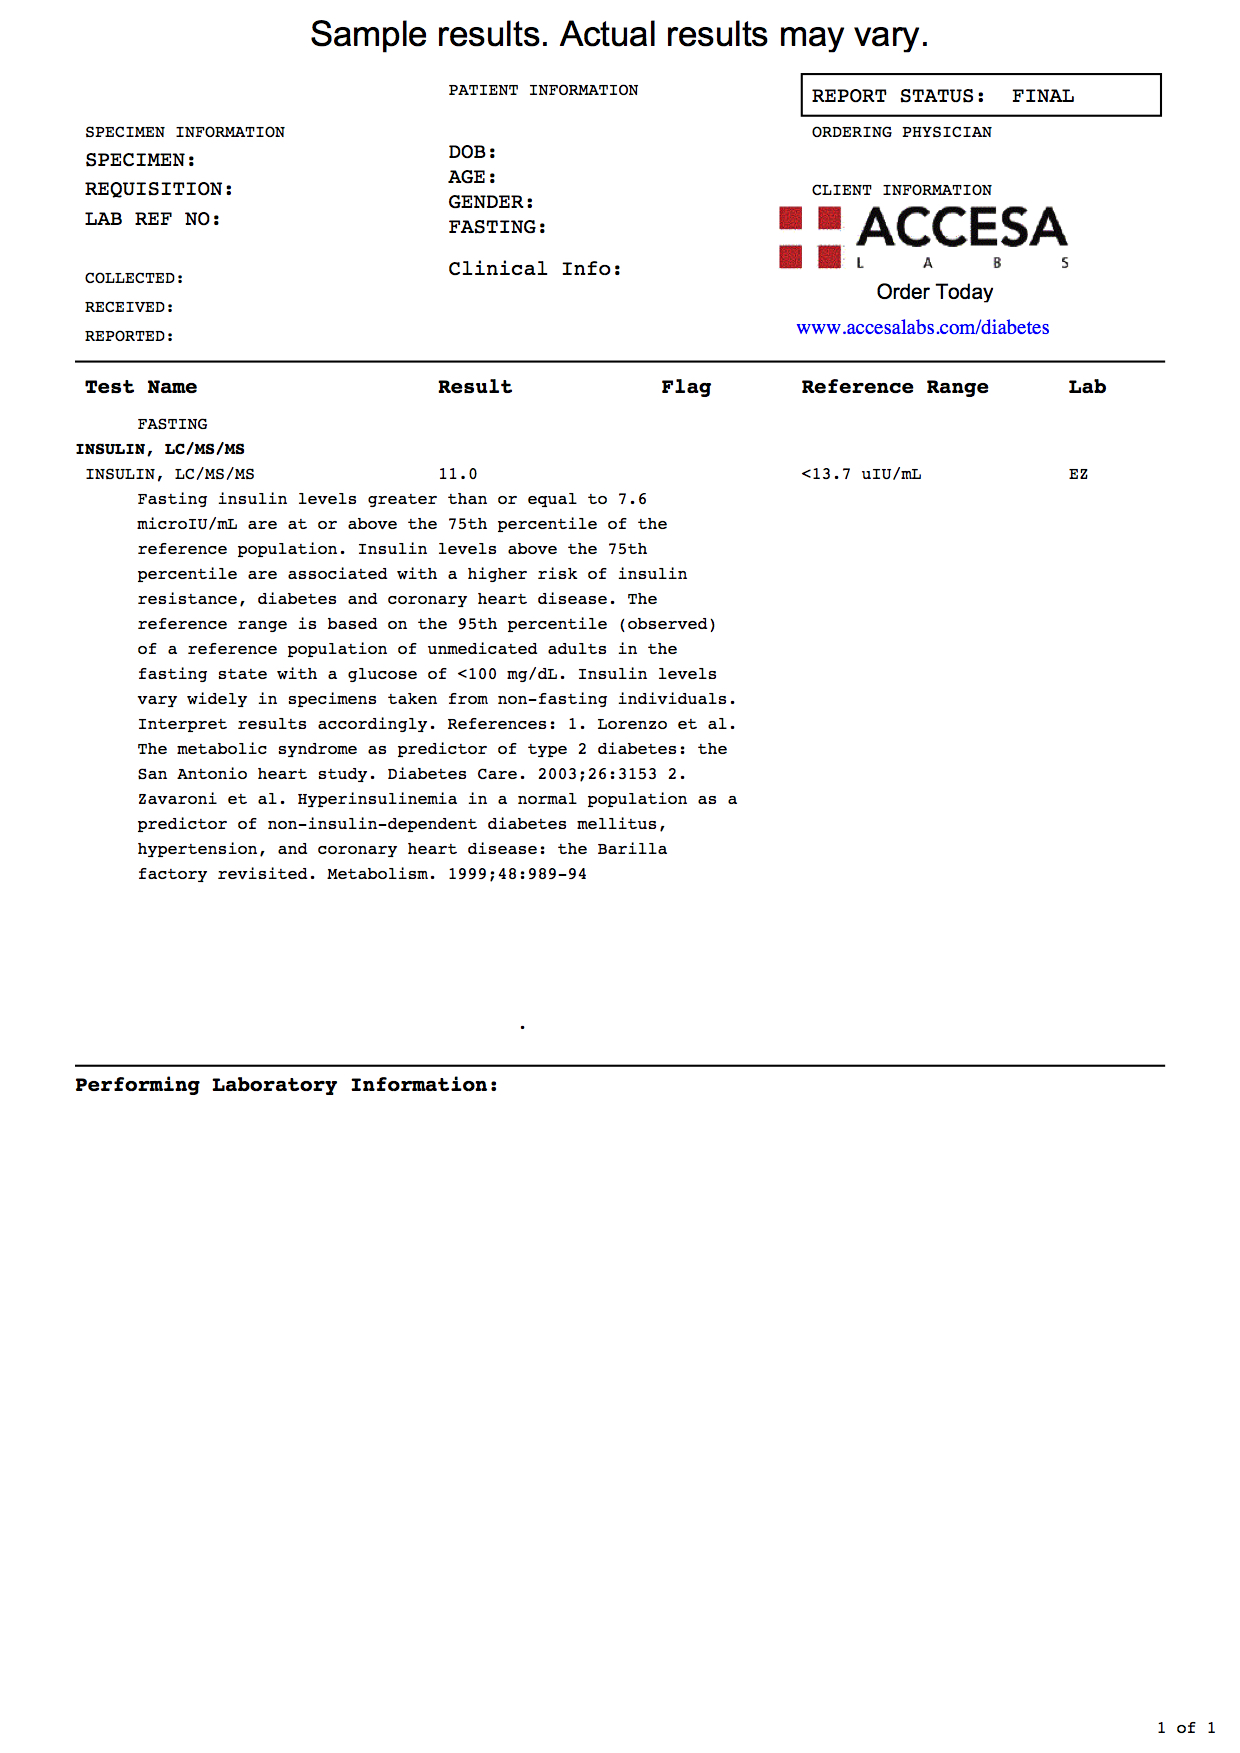 Sample results. Actual results may vary.
PATIENT INFORMATION
REPORT STATUS: FINAL
SPECIMEN INFORMATION
SPECIMEN:
REQUISITION:
LAB REF NO:
COLLECTED:
RECEIVED:
REPORTED:
DOB:
AGE:
GENDER:
FASTING:
Clinical Info:
ORDERING PHYSICIAN
CLIENT INFORMATION
ACCESA
LABS
Order Today
www.accesalabs.com/diabetes
Test Name Result Flag Reference Range Lab
FASTING
INSULIN, LC/MS/MS
INSULIN, LC/MS/MS 11.0 <13.7 uIU/mL EZ
Fasting insulin levels greater than or equal to 7.6
microIU/mL are at or above the 75th percentile of the
reference population. Insulin levels above the 75th
percentile are associated with a higher risk of insulin
resistance, diabetes and coronary heart disease. The
reference range is based on the 95th percentile (observed)
of a reference population of unmedicated adults in the
fasting state with a glucose of <100 mg/dL. Insulin levels
vary widely in specimens taken from non-fasting individuals.
Interpret results accordingly. References: 1. Lorenzo et al.
The metabolic syndrome as predictor of type 2 diabetes: the
San Antonio heart study. Diabetes Care. 2003;26:3153 2.
Zavaroni et al. Hyperinsulinemia in a normal population as a
predictor of non-insulin-dependent diabetes mellitus,
hypertension, and coronary heart disease: the Barilla
factory revisited. Metabolism. 1999;48:989-94
.
Performing Laboratory Information:
1 of 1